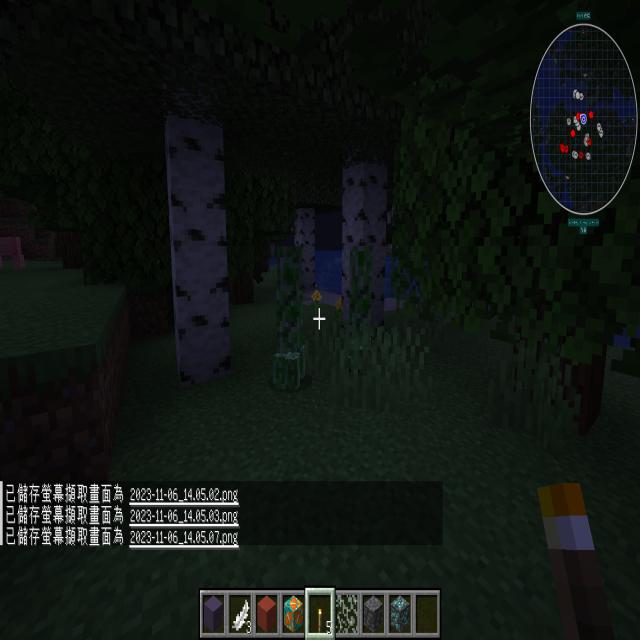 已儲存螢幕擷取畫面為 2023-11-06_14.05.02.png
已儲存螢幕擷取畫面為 2023-11-06_14.05.03.png
已儲存螢幕擷取畫面為 2023-11-06_14.05.07.png
3
5